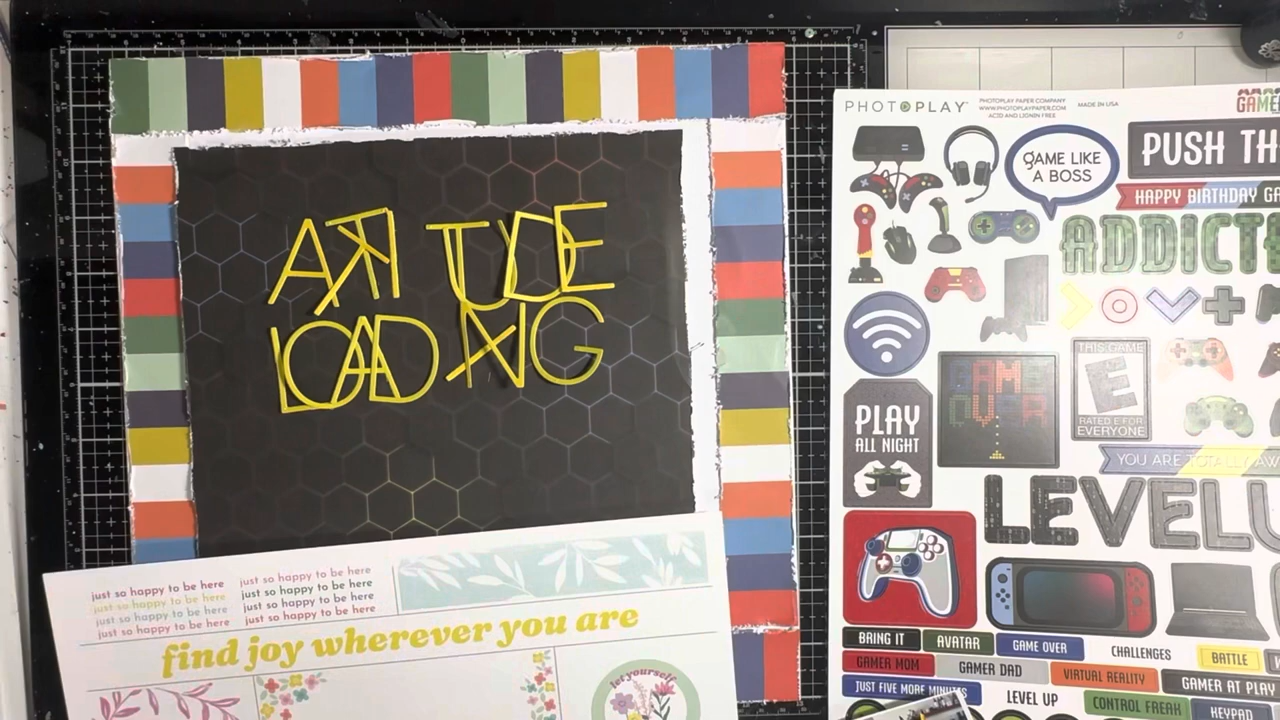 ATTITUDE
LOADING
just so happy to be here
just so happy to be here
just so happy to be here
just so happy to be here
just so happy to be here
just so happy to be here
just so happy to be here
just so happy to be here
find joy wherever you are
let yourself
PHOTOPLAY
PHOTOPLAY PAPER COMPANY
WWW.PHOTOPLAYPAPER.COM
ACID AND LIGNIN FREE
MADE IN USA
GAME
GAME LIKE
A BOSS
PUSH TH
HAPPY BIRTHDAY GA
ADDICTE
GAME
OVER
THIS GAME
E
RATED E FOR
EVERYONE
PLAY
ALL NIGHT
YOU ARE TOTALLY AW
LEVELU
BRING IT
AVATAR
GAME OVER
CHALLENGES
BATTLE
GAMER MOM
GAMER DAD
VIRTUAL REALITY
GAMER AT PLAY
JUST FIVE MORE MINUTES
LEVEL UP
CONTROL FREAK
KEYPAD